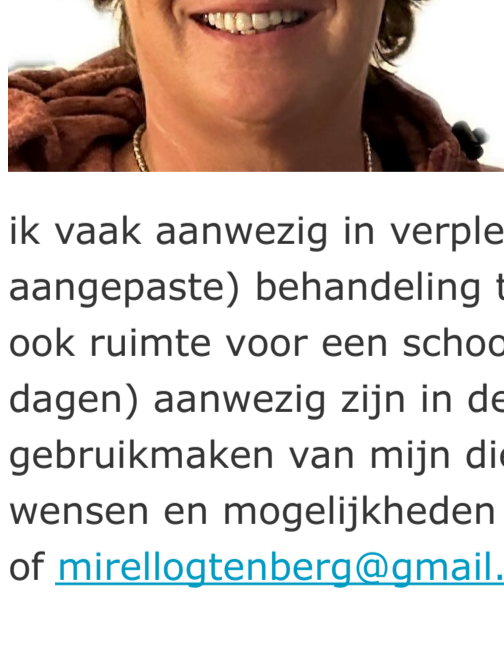 ik vaak aanwezig in verple
aangepaste) behandeling t
ook ruimte voor een schoo
dagen) aanwezig zijn in de
gebruikmaken van mijn die
wensen en mogelijkheden
of mirellogtenberg@gmail.